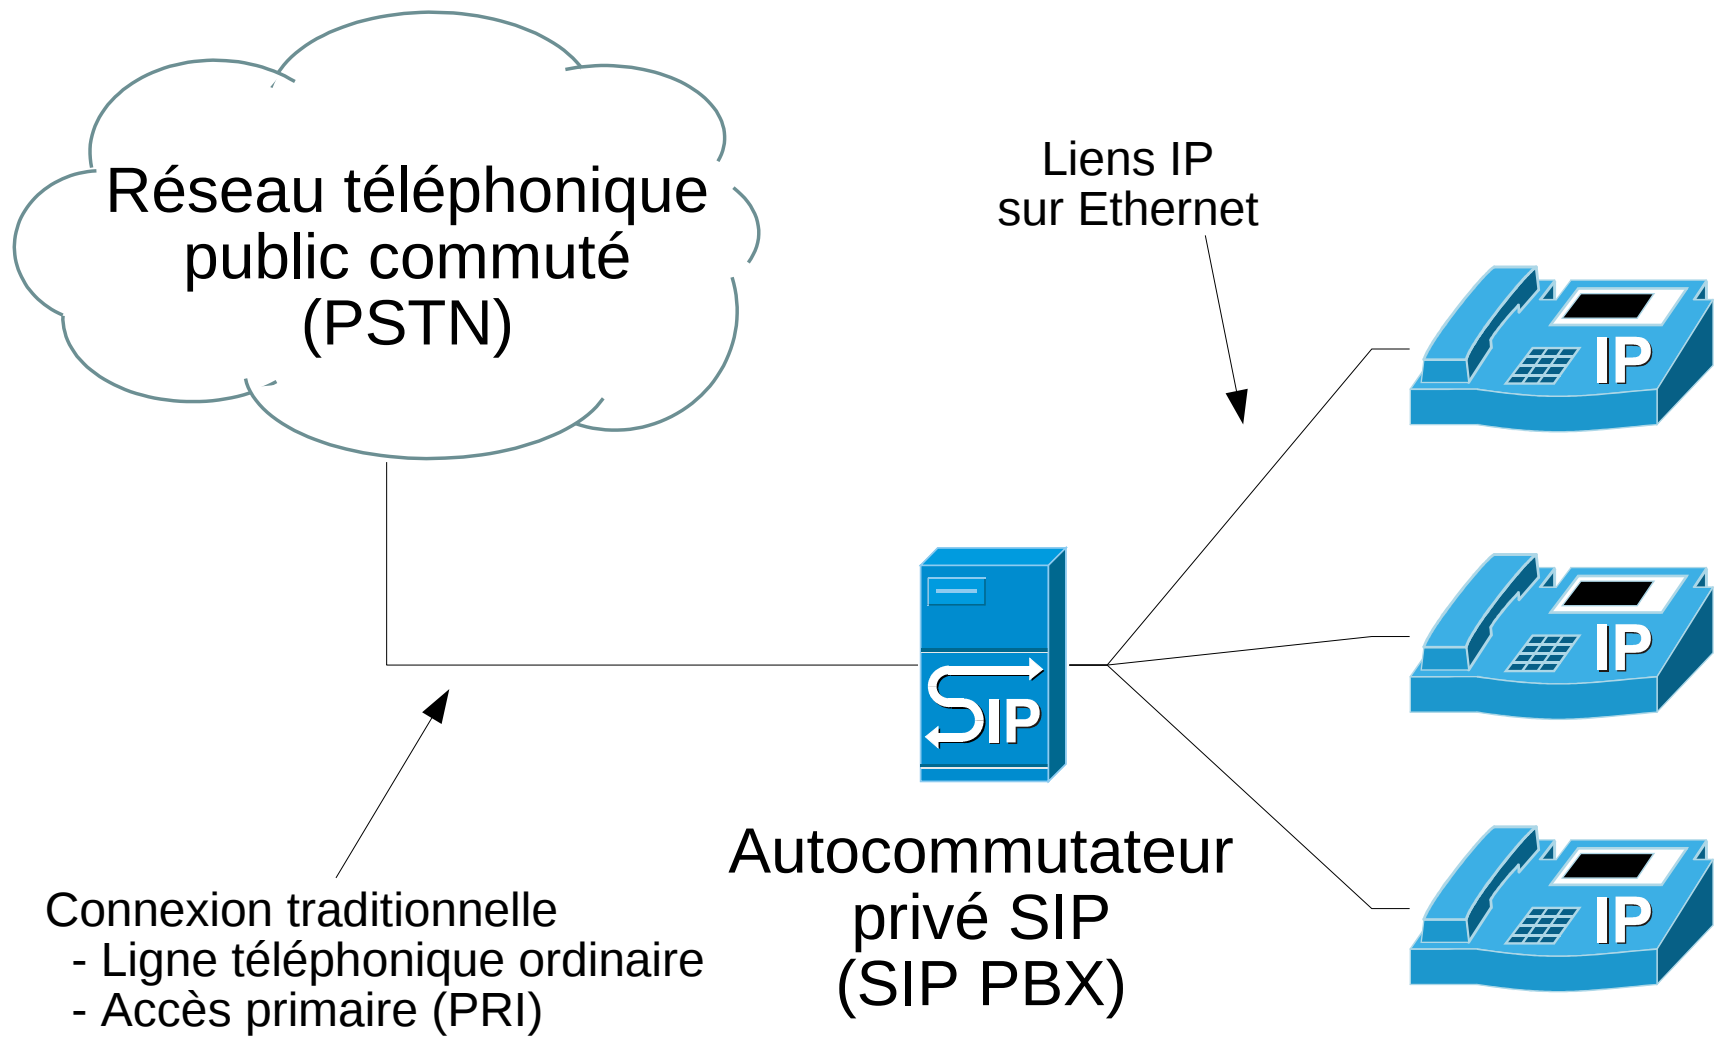 Réseau téléphonique
public commuté
(PSTN)
Liens IP
sur Ethernet
IP
IP
IP
SIP
Autocommutateur
privé SIP
(SIP PBX)
Connexion traditionnelle
- Ligne téléphonique ordinaire
- Accès primaire (PRI)